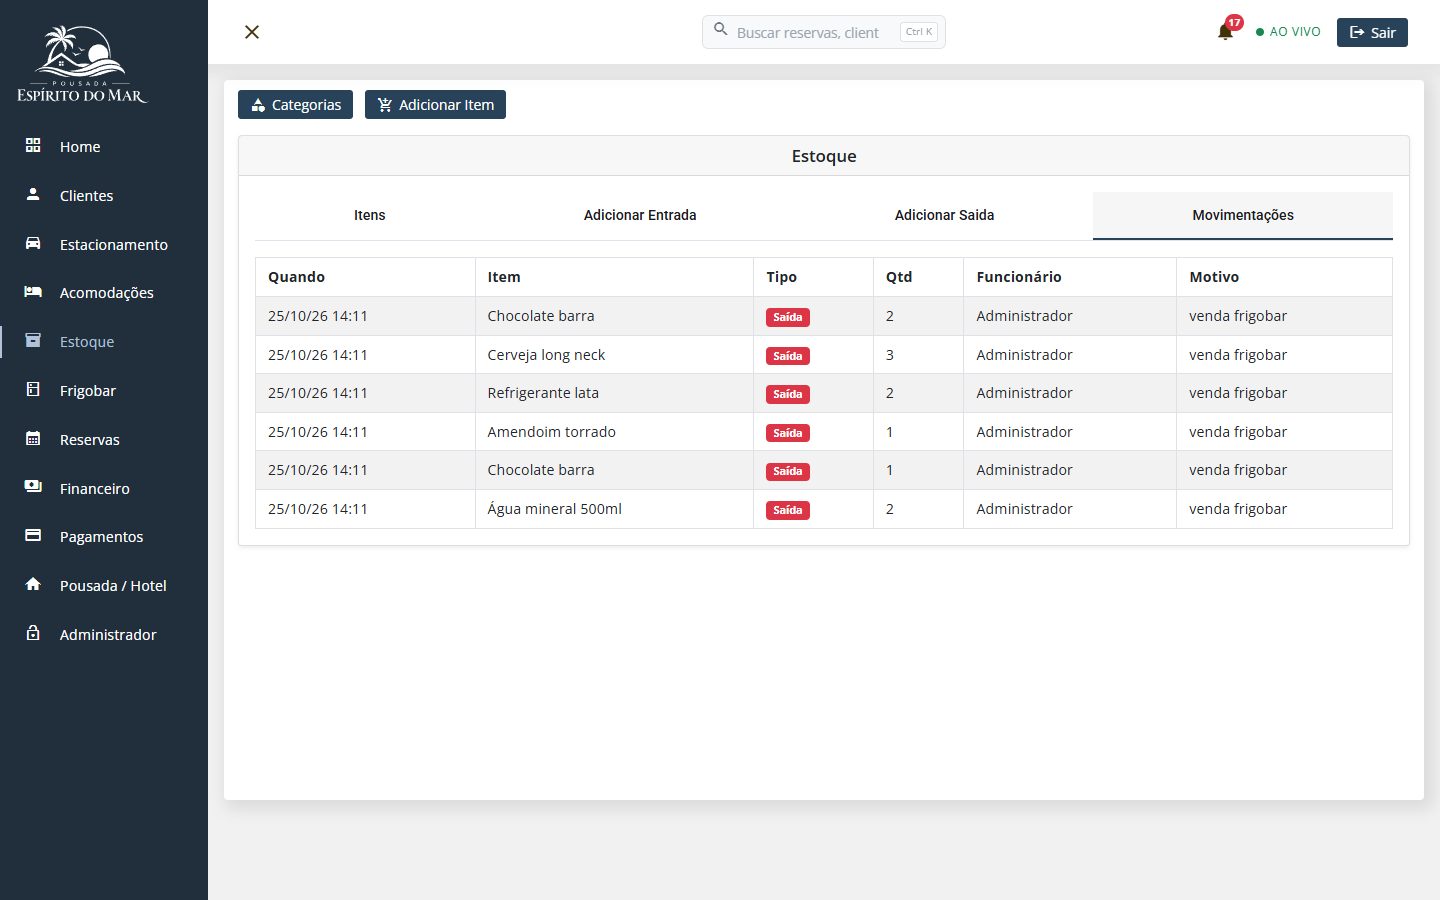 POUSADA
ESPÍRITO DO MAR
Home
Clientes
Estacionamento
Acomodações
Estoque
Frigobar
Reservas
Financeiro
Pagamentos
Pousada / Hotel
Administrador
Buscar reservas, client
Ctrl K
17
AO VIVO
Sair
Categorias
Adicionar Item
Estoque
Itens
Adicionar Entrada
Adicionar Saida
Movimentações
Quando Item Tipo Qtd Funcionário Motivo
25/10/26 14:11 Chocolate barra Saída 2 Administrador venda frigobar
25/10/26 14:11 Cerveja long neck Saída 3 Administrador venda frigobar
25/10/26 14:11 Refrigerante lata Saída 2 Administrador venda frigobar
25/10/26 14:11 Amendoim torrado Saída 1 Administrador venda frigobar
25/10/26 14:11 Chocolate barra Saída 1 Administrador venda frigobar
25/10/26 14:11 Água mineral 500ml Saída 2 Administrador venda frigobar